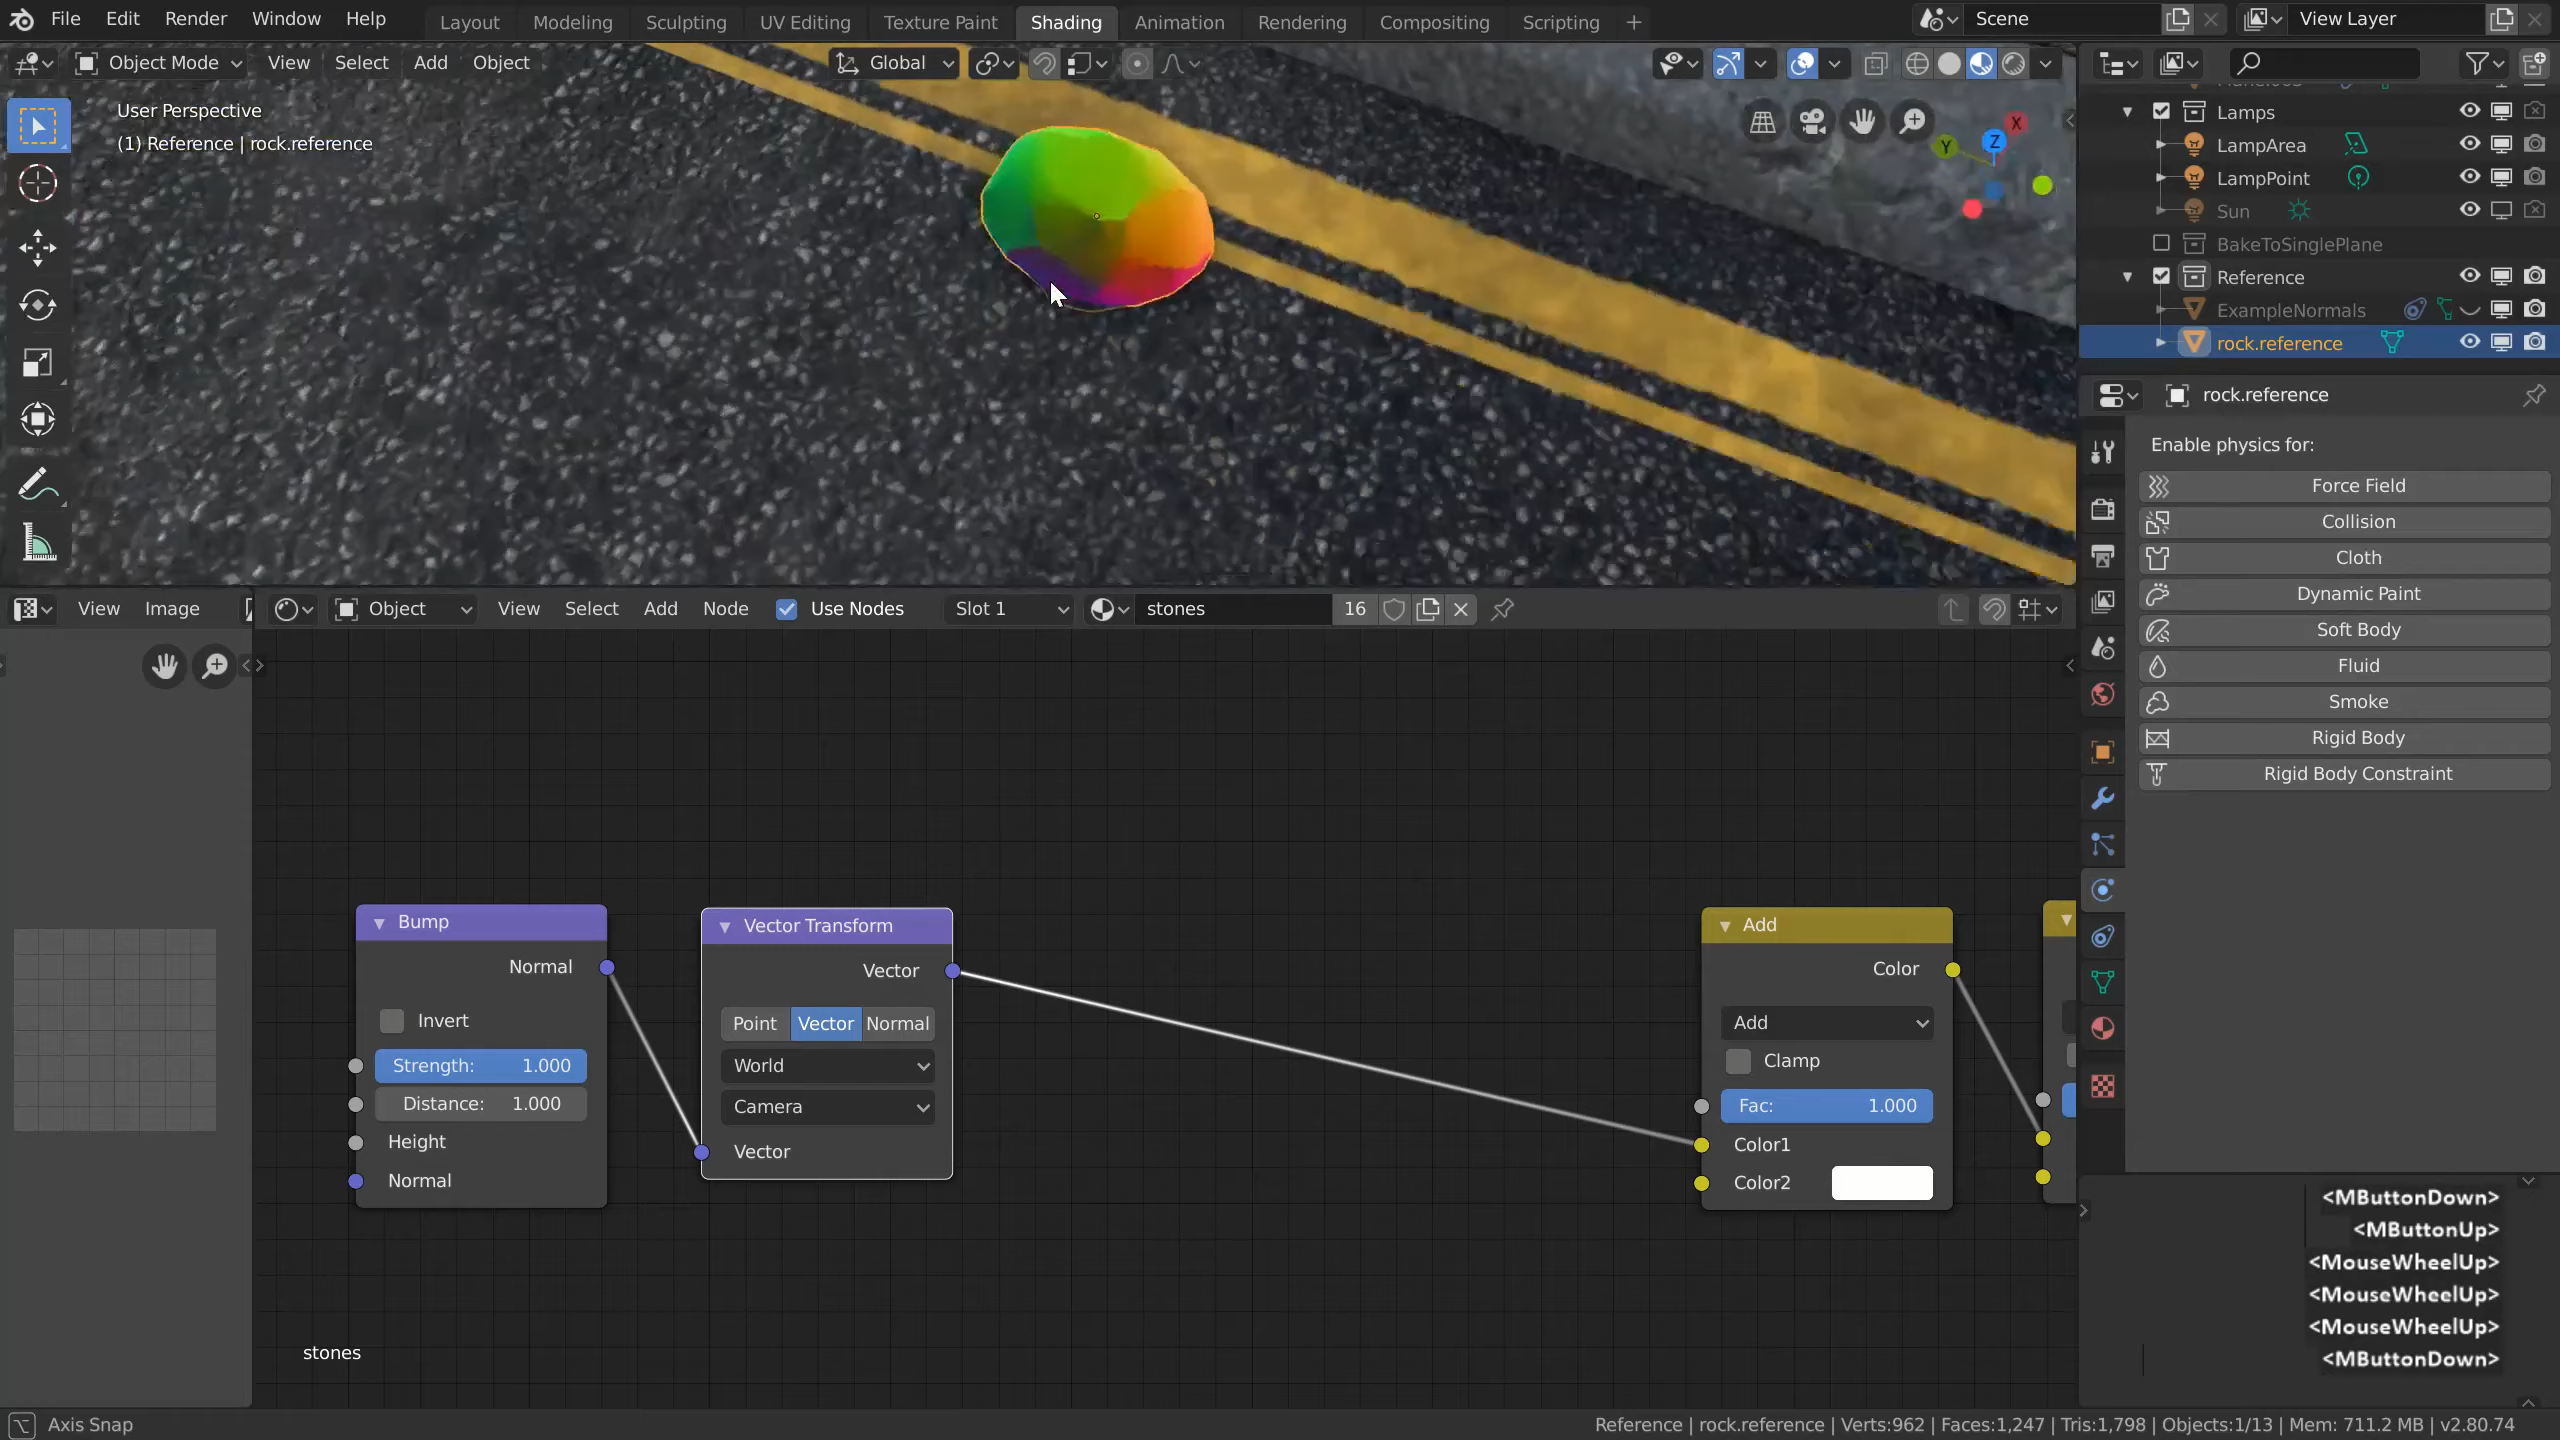 File Edit Render Window Help Layout Modeling Sculpting UV Editing Texture Paint Shading Animation Rendering Compositing Scripting + Scene View Layer
Object Mode View Select Add Object Global
User Perspective
(1) Reference | rock.reference
X
Y
Z
Lamps
LampArea
LampPoint
Sun
BakeToSinglePlane
Reference
ExampleNormals
rock.reference
rock.reference
Enable physics for:
Force Field
Collision
Cloth
Dynamic Paint
Soft Body
Fluid
Smoke
Rigid Body
Rigid Body Constraint
View Image
Object View Select Add Node Use Nodes Slot 1 stones 16
Bump
Normal
Invert
Strength: 1.000
Distance: 1.000
Height
Normal
Vector Transform
Vector
Point Vector Normal
World
Camera
Vector
Add
Color
Add
Clamp
Fac: 1.000
Color1
Color2
stones
<MButtonDown>
<MButtonUp>
<MouseWheelUp>
<MouseWheelUp>
<MouseWheelUp>
<MButtonDown>
Axis Snap
Reference | rock.reference | Verts:962 | Faces:1,247 | Tris:1,798 | Objects:1/13 | Mem: 711.2 MB | v2.80.74